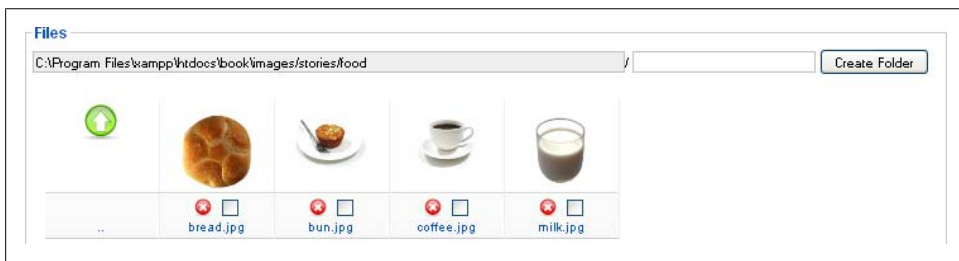 Files
C:\Program Files\xampp\htdocs\book\images/stories/food / Create Folder
.. bread.jpg bun.jpg coffee.jpg milk.jpg